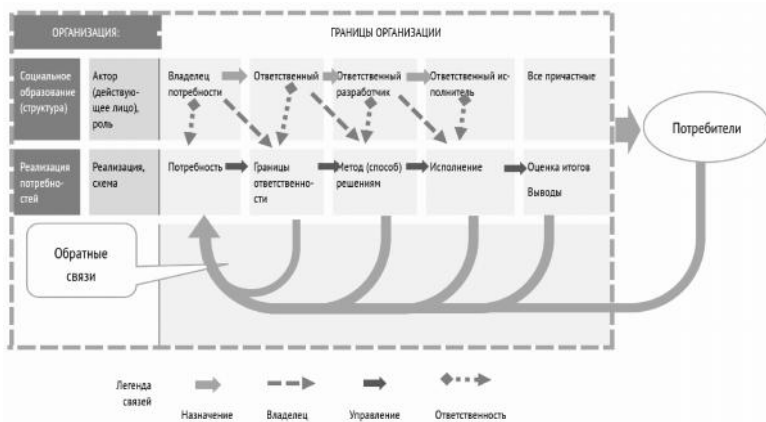 ОРГАНИЗАЦИЯ:
ГРАНИЦЫ ОРГАНИЗАЦИИ
Социальное
образование
(структура)
Актор
(действую-
щее лицо),
роль
Владелец
потребности
Ответственный
Ответственный
разработчик
Ответственный ис-
полнитель
Все причастные
Потребители
Реализация
потребно-
стей
Реализация,
схема
Потребность
Границы
ответственно-
сти
Метод (способ)
решениям
Исполнение
Оценка итогов
Выводы
Обратные
связи
Легенда
связей
Назначение
Владелец
Управление
Ответственность